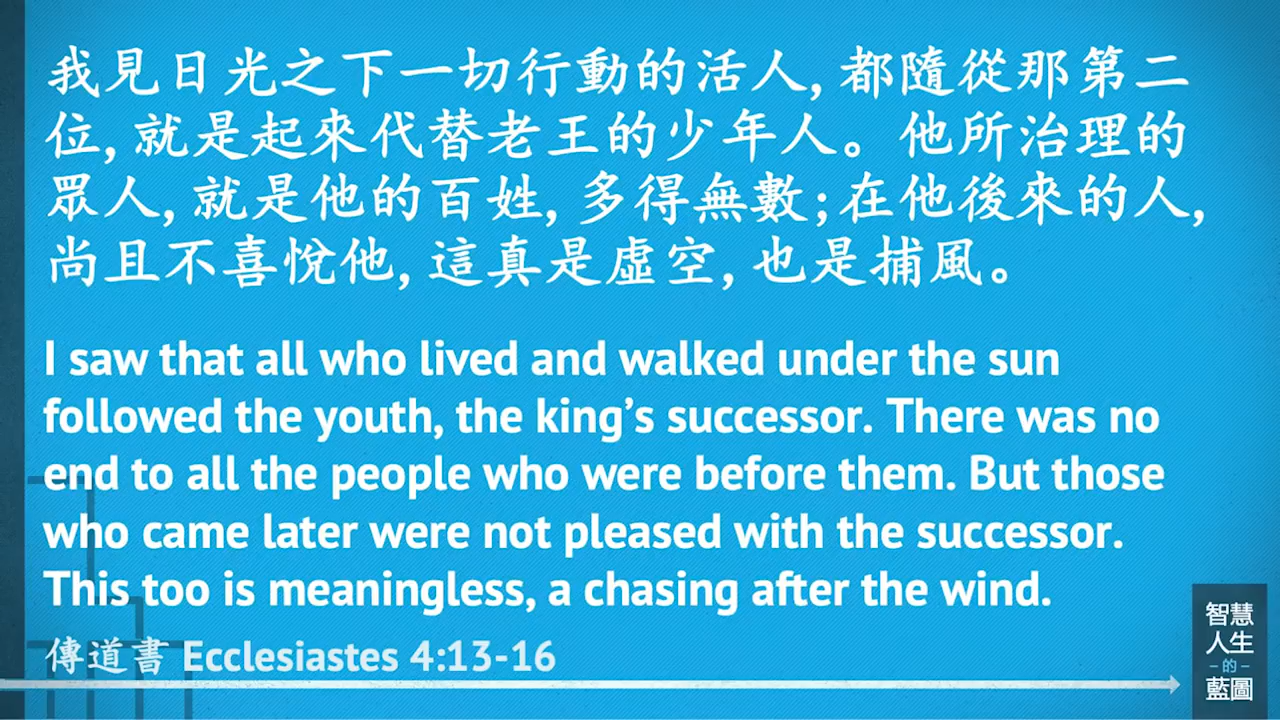 我見日光之下一切行動的活人,都隨從那第二
位,就是起來代替老王的少年人。他所治理的
眾人,就是他的百姓,多得無數;在他後來的人,
尚且不喜悅他,這真是虛空,也是捕風。
I saw that all who lived and walked under the sun
followed the youth, the king’s successor. There was no
end to all the people who were before them. But those
who came later were not pleased with the successor.
This too is meaningless, a chasing after the wind.
傳道書 Ecclesiastes 4:13-16
智慧
人生
–的–
藍圖